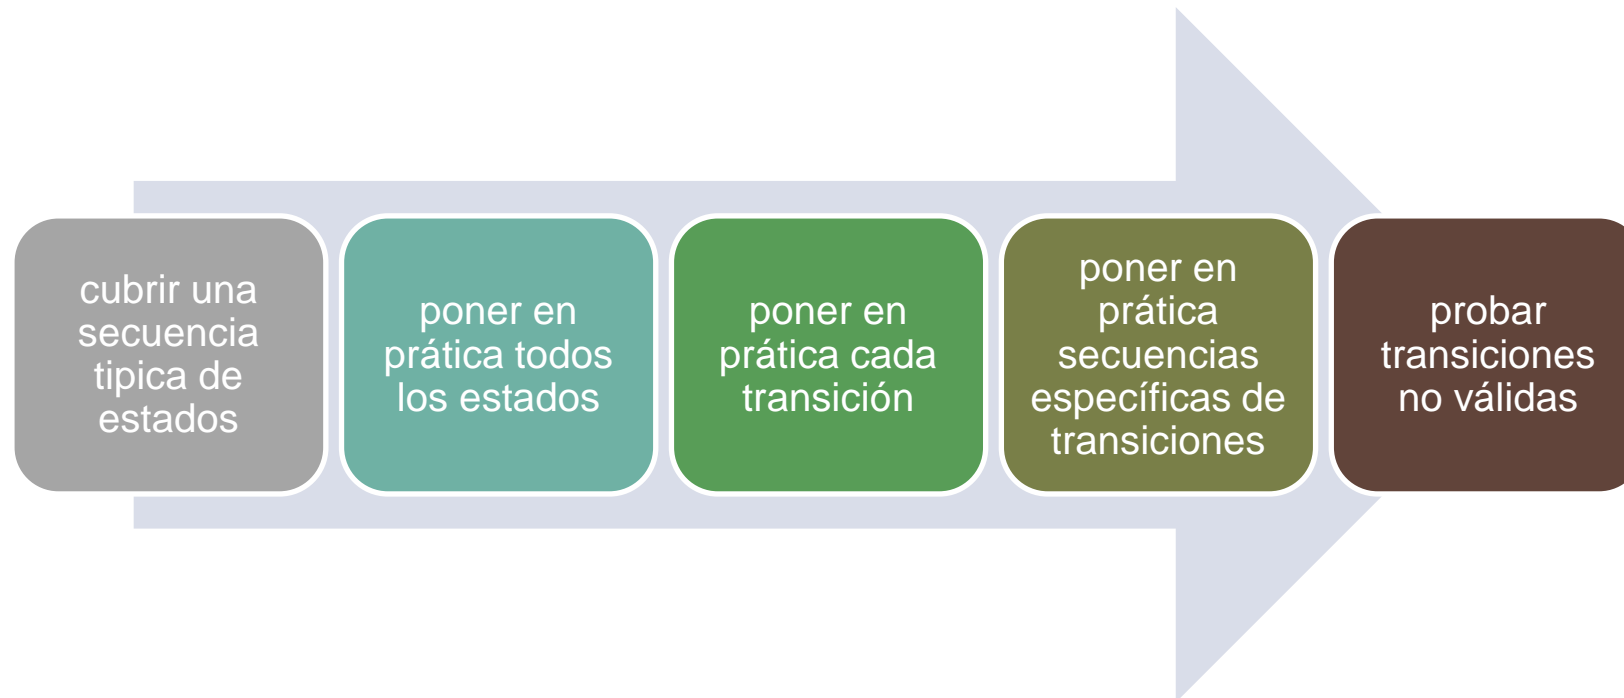 cubrir una
secuencia
tipica de
estados
poner en
prática todos
los estados
poner en
prática cada
transición
poner en
prática
secuencias
específicas de
transiciones
probar
transiciones
no válidas